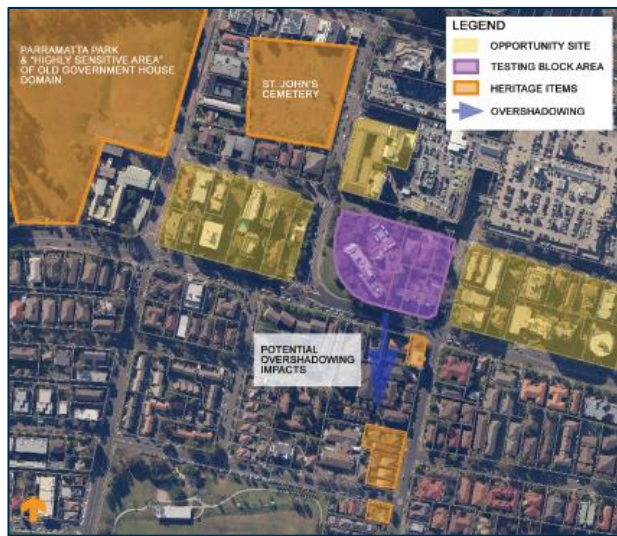 PARRAMATTA PARK
& "HIGHLY SENSITIVE AREA"
OF OLD GOVERNMENT HOUSE
DOMAIN
ST. JOHN'S
CEMETERY
LEGEND
OPPORTUNITY SITE
TESTING BLOCK AREA
HERITAGE ITEMS
OVERSHADOWING
POTENTIAL
OVERSHADOWING
IMPACTS